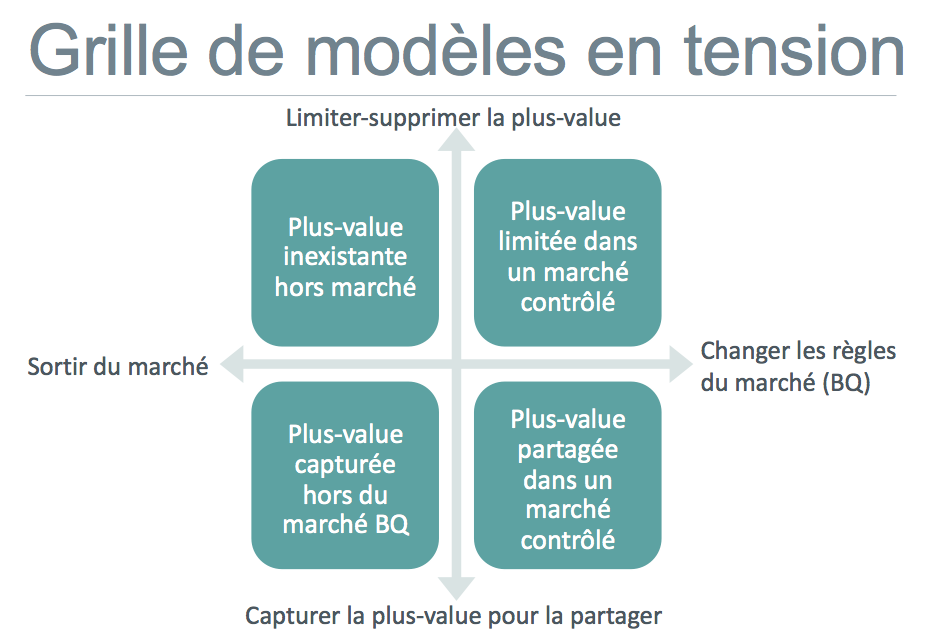 Grille de modèles en tension
Limiter-supprimer la plus-value
Plus-value
inexistante
hors marché
Plus-value
limitée dans
un marché
contrôlé
Sortir du marché
Changer les règles
du marché (BQ)
Plus-value
capturée
hors du
marché BQ
Plus-value
partagée
dans un
marché
contrôlé
Capturer la plus-value pour la partager